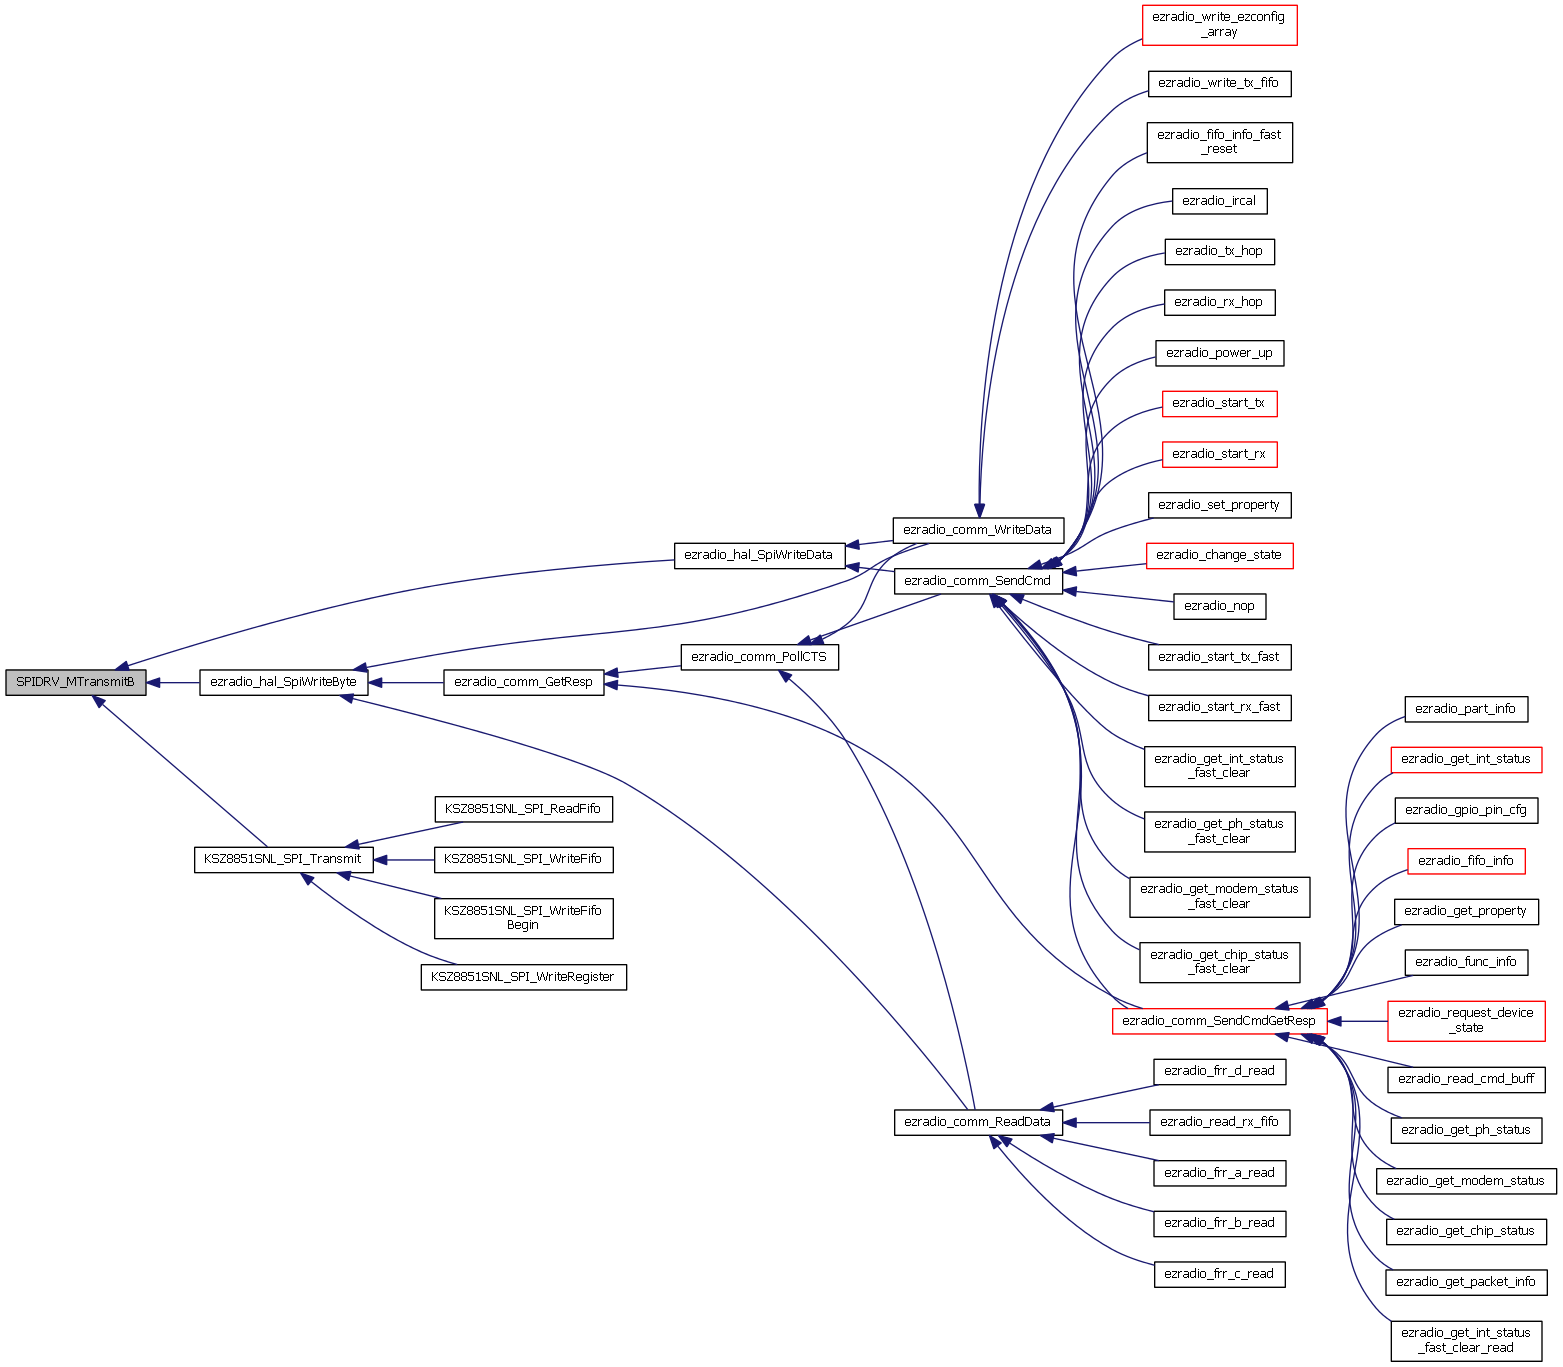 ezradio_write_ezconfig
_array
ezradio_write_tx_fifo
ezradio_fifo_info_fast
_reset
ezradio_ircal
ezradio_tx_hop
ezradio_rx_hop
ezradio_power_up
ezradio_start_tx
ezradio_start_rx
ezradio_set_property
ezradio_comm_WriteData
ezradio_hal_SpiWriteData
ezradio_change_state
ezradio_comm_SendCmd
ezradio_nop
ezradio_comm_PollCTS
ezradio_start_tx_fast
SPIDRV_MTransmitB
ezradio_hal_SpiWriteByte
ezradio_comm_GetResp
ezradio_start_rx_fast
ezradio_part_info
ezradio_get_int_status
_fast_clear
ezradio_get_int_status
KSZ8851SNL_SPI_ReadFifo
ezradio_gpio_pin_cfg
ezradio_get_ph_status
_fast_clear
KSZ8851SNL_SPI_Transmit
KSZ8851SNL_SPI_WriteFifo
ezradio_fifo_info
ezradio_get_modem_status
_fast_clear
KSZ8851SNL_SPI_WriteFifo
Begin
ezradio_get_property
ezradio_get_chip_status
_fast_clear
ezradio_func_info
KSZ8851SNL_SPI_WriteRegister
ezradio_comm_SendCmdGetResp
ezradio_request_device
_state
ezradio_frr_d_read
ezradio_read_cmd_buff
ezradio_comm_ReadData
ezradio_read_rx_fifo
ezradio_get_ph_status
ezradio_frr_a_read
ezradio_get_modem_status
ezradio_frr_b_read
ezradio_get_chip_status
ezradio_frr_c_read
ezradio_get_packet_info
ezradio_get_int_status
_fast_clear_read